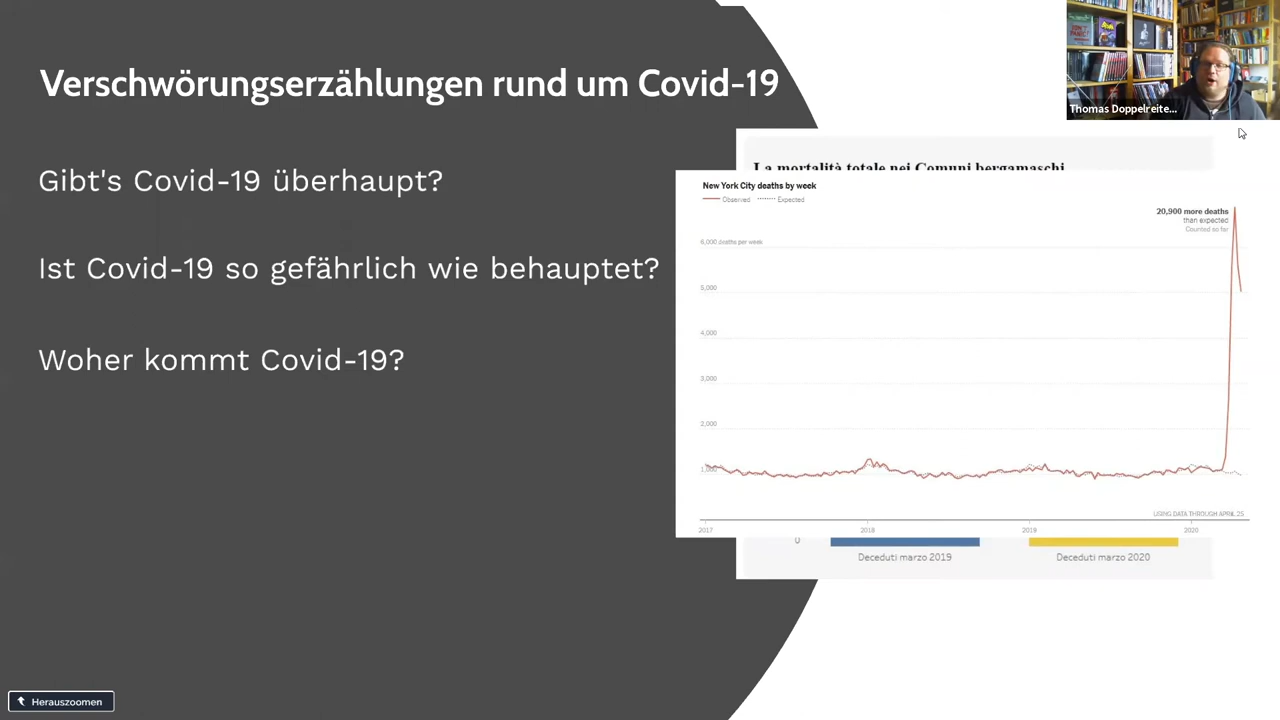 Verschwörungserzählungen rund um Covid-19
Gibt's Covid-19 überhaupt?
Ist Covid-19 so gefährlich wie behauptet?
Woher kommt Covid-19?
Thomas Doppelreite...
La mortalità totale nei Comuni bergamaschi
New York City deaths by week
Observed Expected
20,900 more deaths
than expected
Counted so far
6,000 deaths per week
5,000
4,000
3,000
2,000
1,000
USING DATA THROUGH APRIL 25
2017 2018 2019 2020
0
Deceduti marzo 2019 Deceduti marzo 2020
Herauszoomen